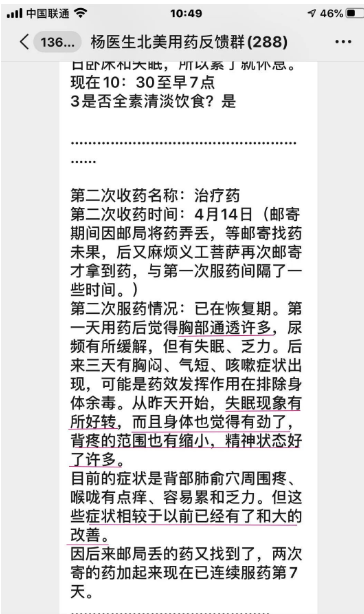 中国联通 10:49 46%
136... 杨医生北美用药反馈群(288) ...
日卧床和失眠，所以累了就休息。
现在10：30至早7点
3是否全素清淡饮食？是
....................................................
......
第二次收药名称：治疗药
第二次收药时间：4月14日（邮寄
期间因邮局将药弄丢，等邮寄找药
未果，后又麻烦义工菩萨再次邮寄
才拿到药，与第一次服药间隔了一
些时间。）
第二次服药情况：已在恢复期。第
一天用药后觉得胸部通透许多，尿
频有所缓解，但有失眠、乏力。后
来三天有胸闷、气短、咳嗽症状出
现，可能是药效发挥作用在排除身
体余毒。从昨天开始，失眠现象有
所好转，而且身体也觉得有劲了，
背疼的范围也有缩小，精神状态好
了许多。
目前的症状是背部肺俞穴周围疼、
喉咙有点痒、容易累和乏力。但这
些症状相较于以前已经有了和大的
改善。
因后来邮局丢的药又找到了，两次
寄的药加起来现在已连续服药第7
天。